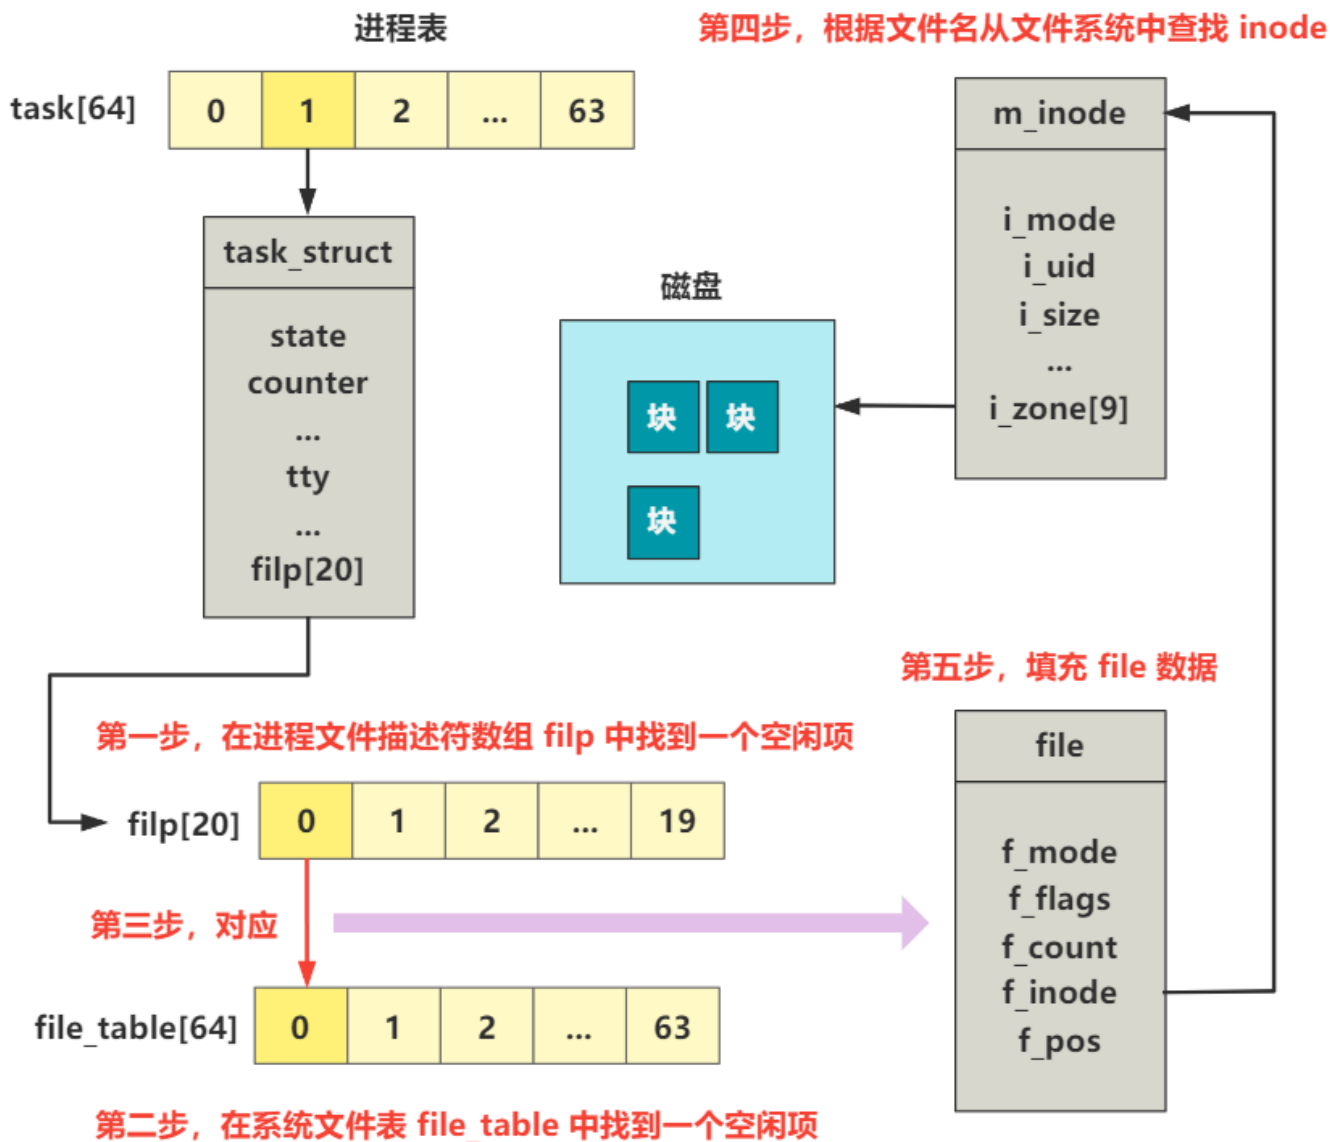 进程表
task[64]
0 1 2 ... 63
task_struct
state
counter
...
tty
...
filp[20]
第四步，根据文件名从文件系统中查找 inode
m_inode
i_mode
i_uid
i_size
...
i_zone[9]
磁盘
块 块
块
第一步，在进程文件描述符数组 filp 中找到一个空闲项
filp[20]
0 1 2 ... 19
第三步，对应
file_table[64]
0 1 2 ... 63
第二步，在系统文件表 file_table 中找到一个空闲项
第五步，填充 file 数据
file
f_mode
f_flags
f_count
f_inode
f_pos